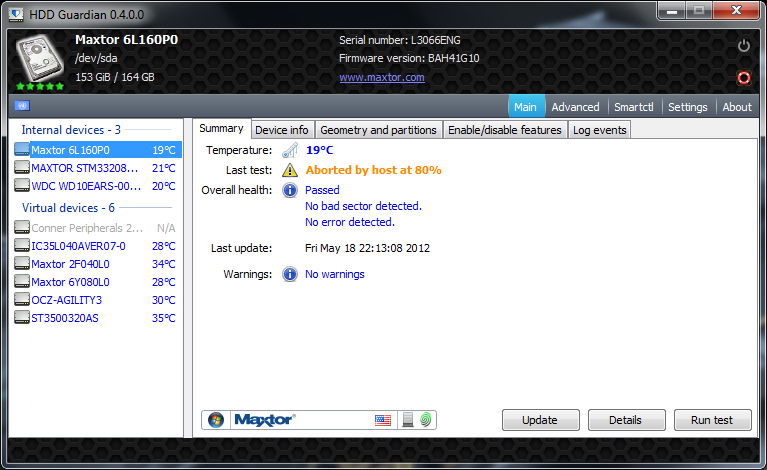 HDD Guardian 0.4.0.0
Maxtor 6L160P0
/dev/sda
153 GiB / 164 GB
Serial number: L3066ENG
Firmware version: BAH41G10
www.maxtor.com
Main Advanced Smartctl Settings About
Internal devices - 3
Maxtor 6L160P0 19°C
MAXTOR STM33208... 21°C
WDC WD10EARS-00... 20°C
Virtual devices - 6
Conner Peripherals 2... N/A
IC35L040AVER07-0 28°C
Maxtor 2F040L0 34°C
Maxtor 6Y080L0 28°C
OCZ-AGILITY3 30°C
ST3500320AS 35°C
Summary Device info Geometry and partitions Enable/disable features Log events
Temperature: 19°C
Last test: Aborted by host at 80%
Overall health: Passed
No bad sector detected.
No error detected.
Last update: Fri May 18 22:13:08 2012
Warnings: No warnings
Maxtor
Update Details Run test